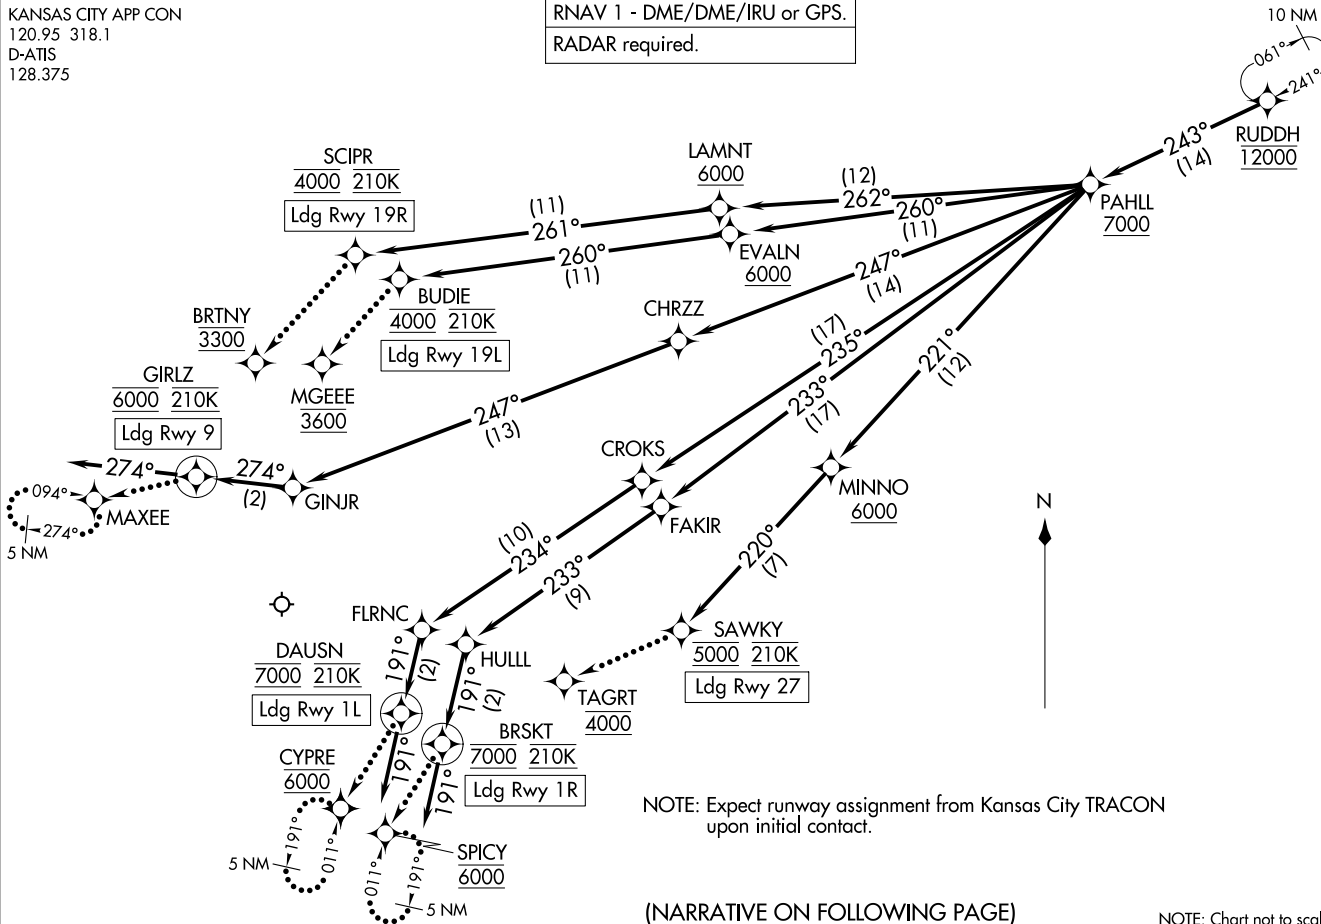 KANSAS CITY APP CON
120.95 318.1
D-ATIS
128.375
RNAV 1 - DME/DME/IRU or GPS.
RADAR required.
10 NM
061°
241°
RUDDH
12000
243°
(14)
PAHLL
7000
LAMNT
6000
(12)
262°
260°
(11)
SCIPR
4000 210K
Ldg Rwy 19R
(11)
261°
EVALN
6000
260°
(11)
BUDIE
4000 210K
Ldg Rwy 19L
BRTNY
3300
MGEEE
3600
247°
(14)
CHRZZ
247°
(13)
GIRLZ
6000 210K
Ldg Rwy 9
274°
274°
(2)
GINJR
MAXEE
094°
274°
5 NM
(17)
235°
233°
(17)
221°
(12)
CROKS
FAKIR
MINNO
6000
N
(10)
234°
233°
(9)
220°
(7)
FLRNC
HULLL
SAWKY
5000 210K
Ldg Rwy 27
TAGRT
4000
191°
(2)
191°
(2)
DAUSN
7000 210K
Ldg Rwy 1L
BRSKT
7000 210K
Ldg Rwy 1R
191°
191°
CYPRE
6000
191°
011°
5 NM
SPICY
6000
011°
191°
5 NM
NOTE: Expect runway assignment from Kansas City TRACON
upon initial contact.
(NARRATIVE ON FOLLOWING PAGE)
NOTE: Chart not to scal